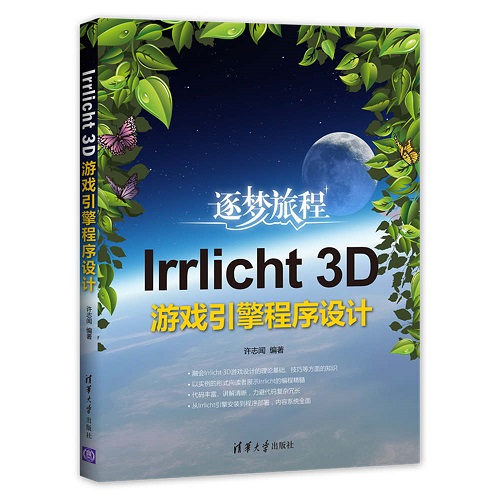 Irrlicht 3D 游戏引擎程序设计
许志闻 编著
清华大学出版社
逐梦旅程
Irrlicht 3D
游戏引擎程序设计
许志闻 编著
• 融会Irrlicht 3D游戏设计的理论基础、技巧等方面的知识
• 以实例的形式向读者展示Irrlicht的编程精髓
• 代码丰富、讲解清晰，力避代码复杂冗长
• 从Irrlicht引擎安装到程序部署，内容系统全面
清华大学出版社